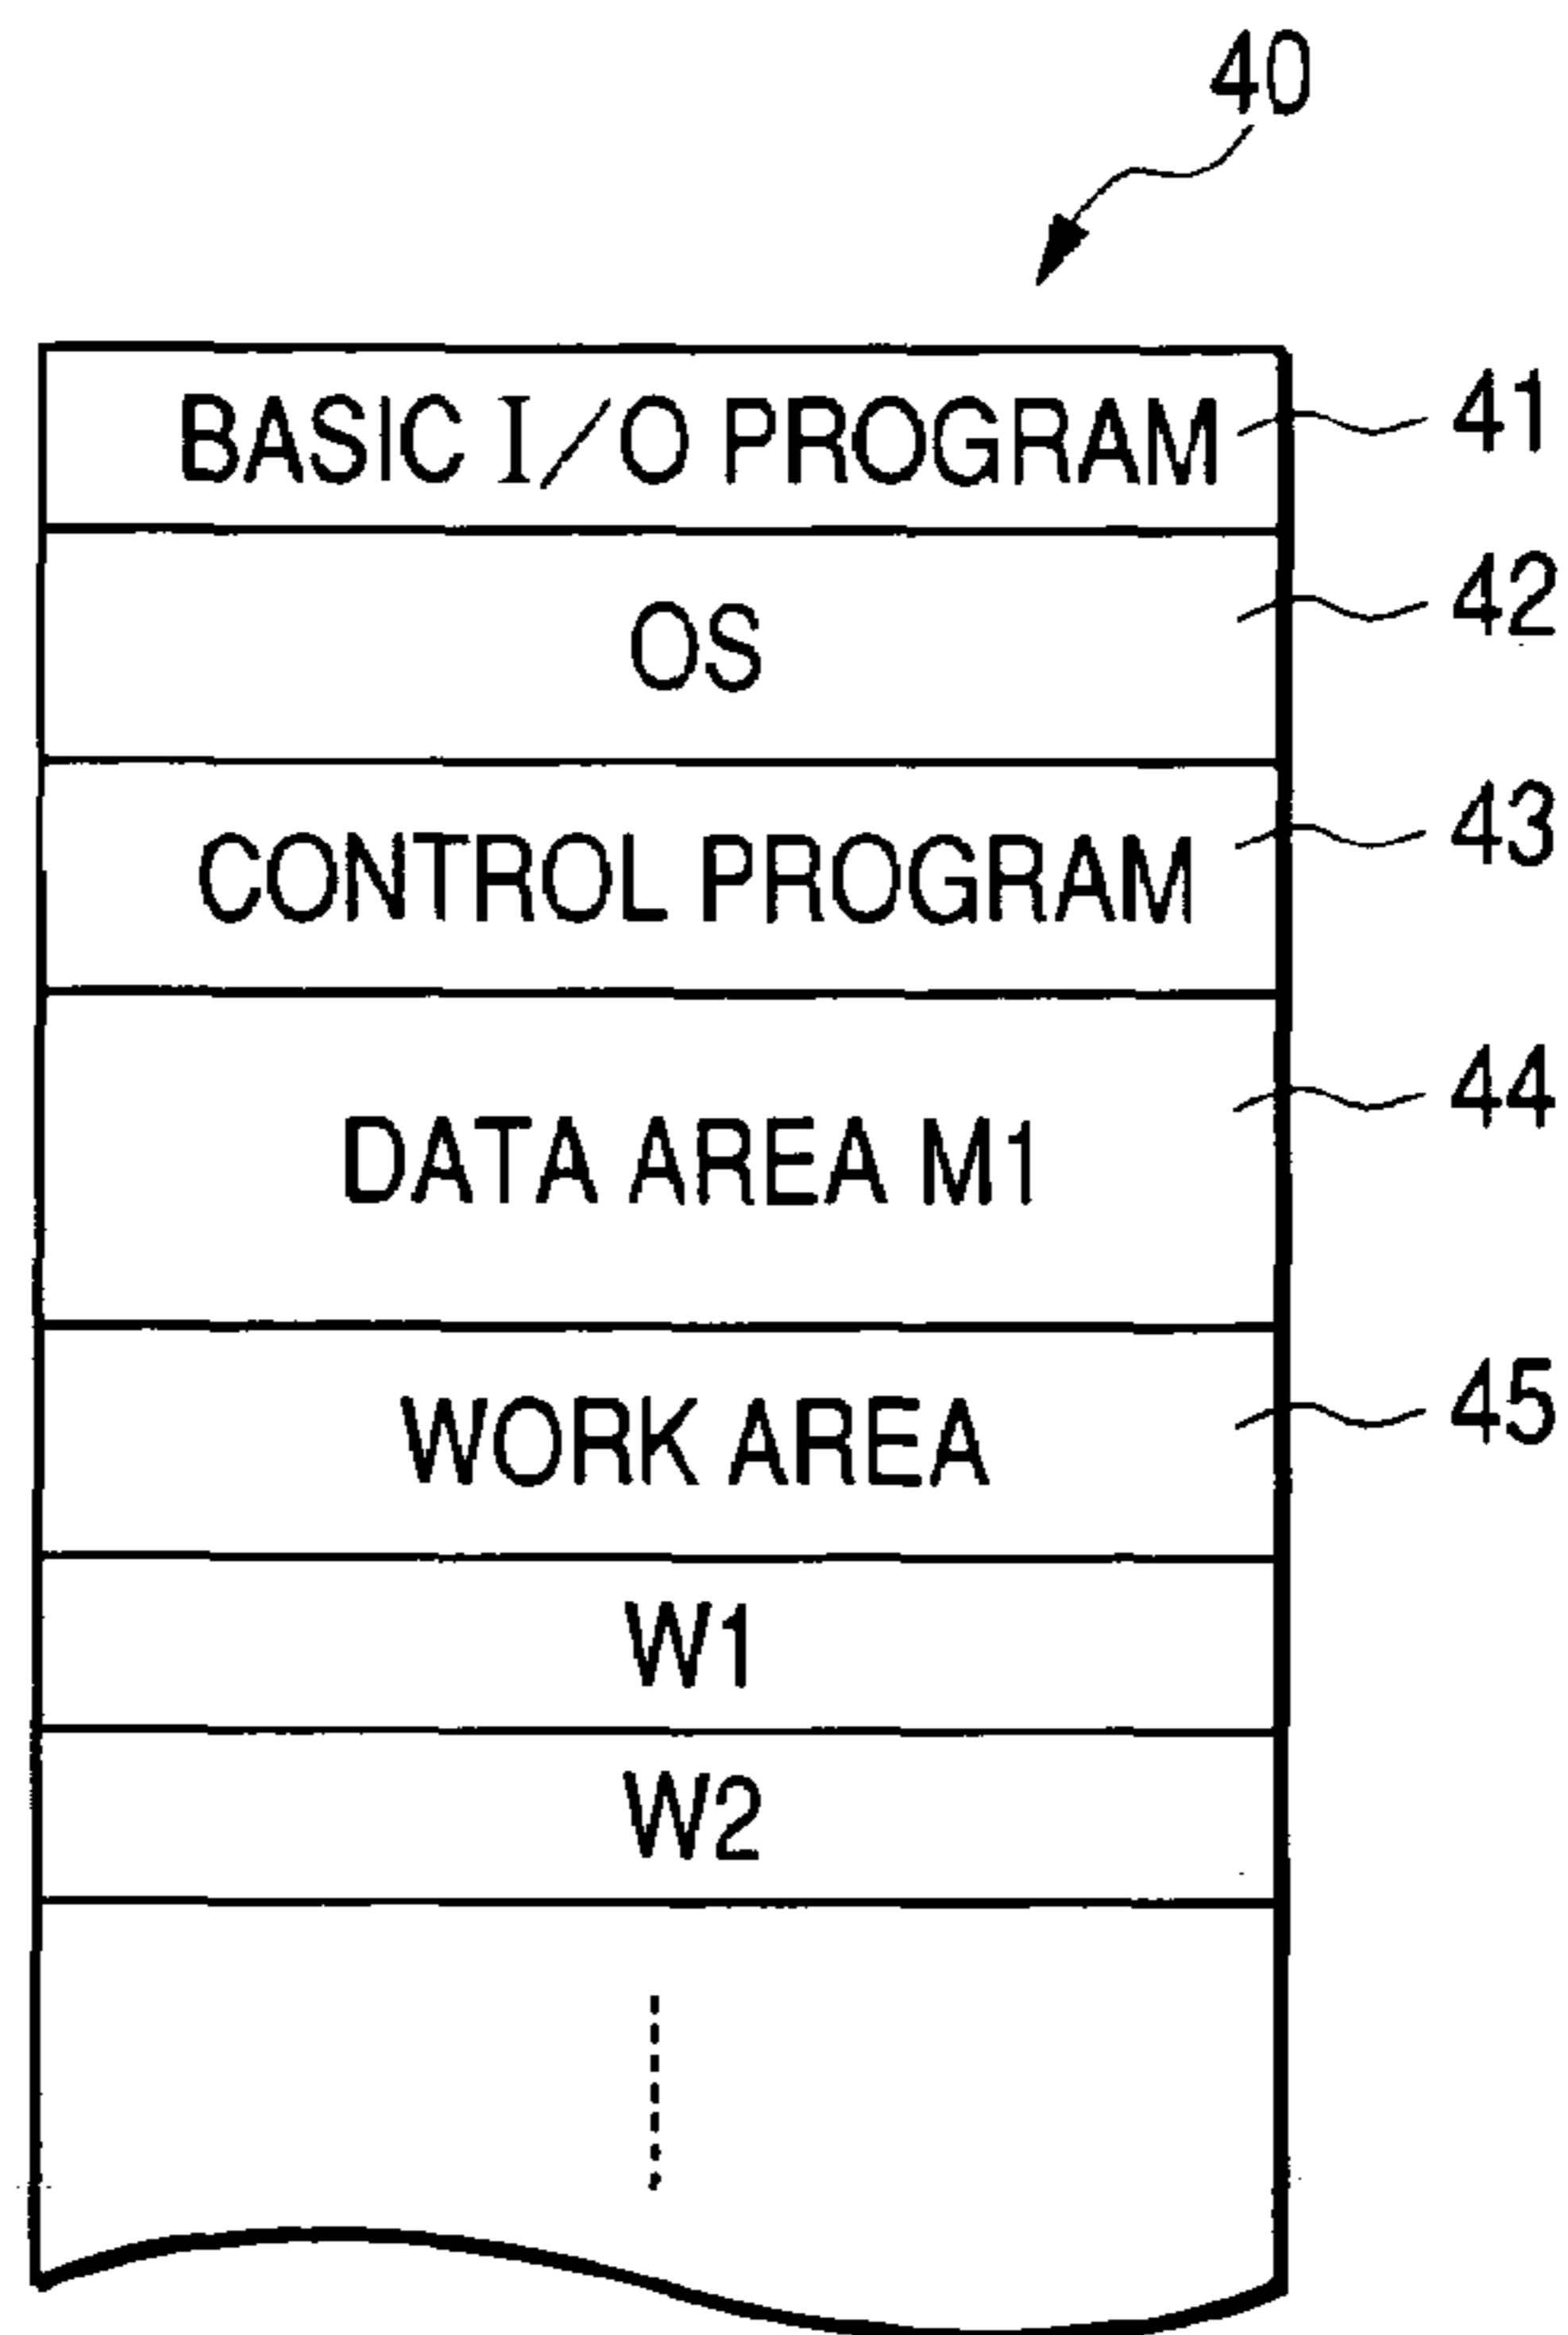 40
BASIC I/O PROGRAM 41
OS 42
CONTROL PROGRAM 43
DATA AREA M1 44
WORK AREA 45
W1
W2